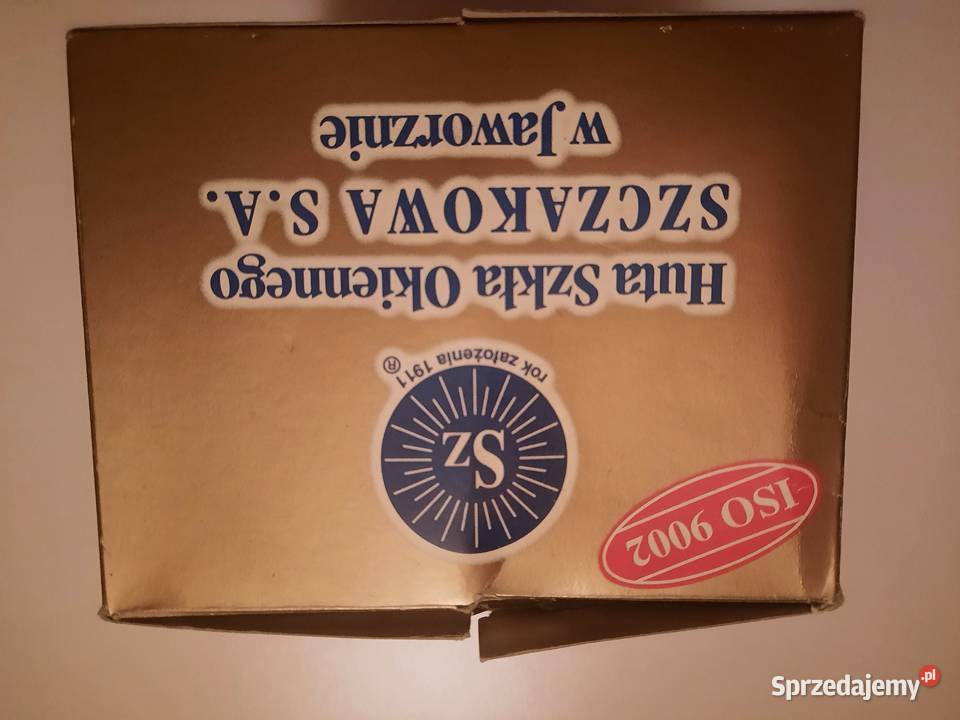 ISO 9002
Sz
rok założenia 1911 ®
Huta Szkła Okiennego
SZCZAKOWA S.A.
w Jaworznie
Sprzedajemy.pl